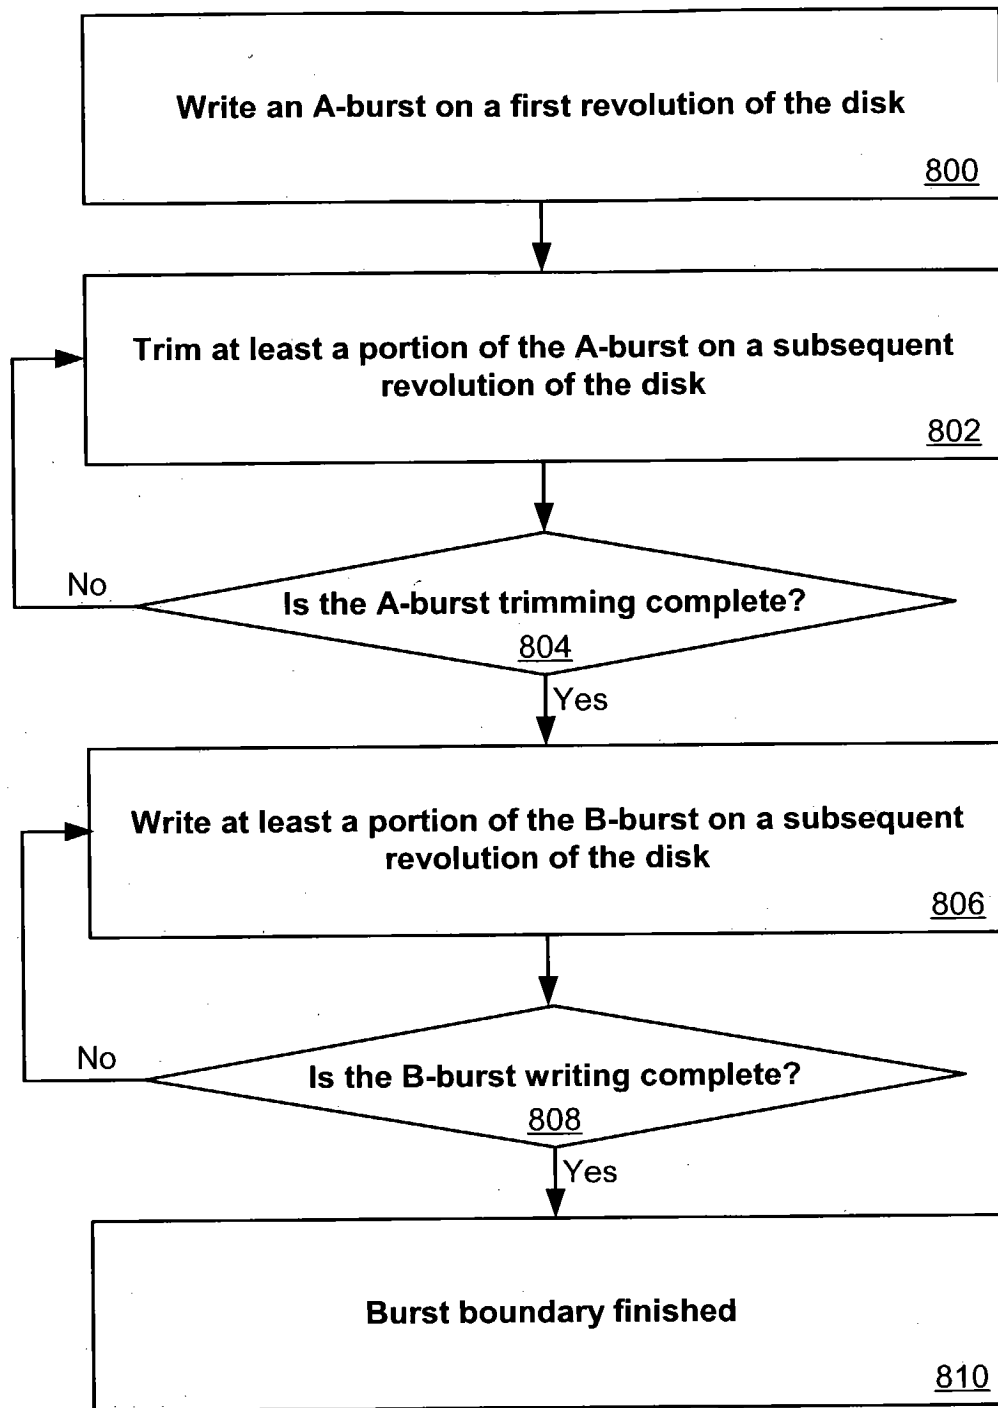 Write an A-burst on a first revolution of the disk
800
Trim at least a portion of the A-burst on a subsequent
revolution of the disk
802
No
Is the A-burst trimming complete?
804
Yes
Write at least a portion of the B-burst on a subsequent
revolution of the disk
806
No
Is the B-burst writing complete?
808
Yes
Burst boundary finished
810